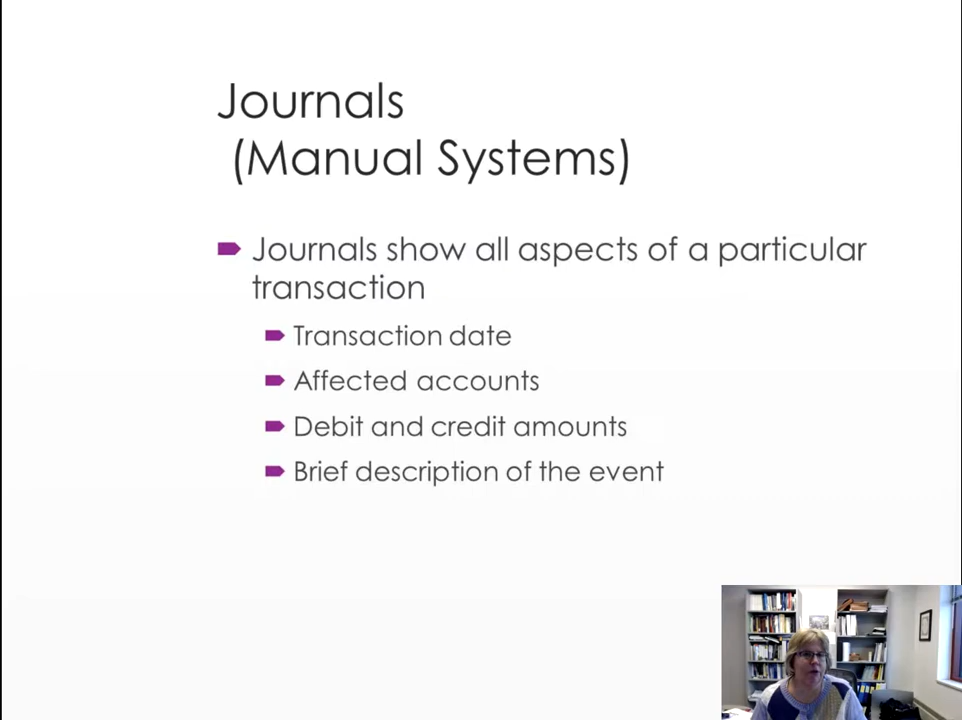 Journals
(Manual Systems)
Journals show all aspects of a particular
transaction
Transaction date
Affected accounts
Debit and credit amounts
Brief description of the event